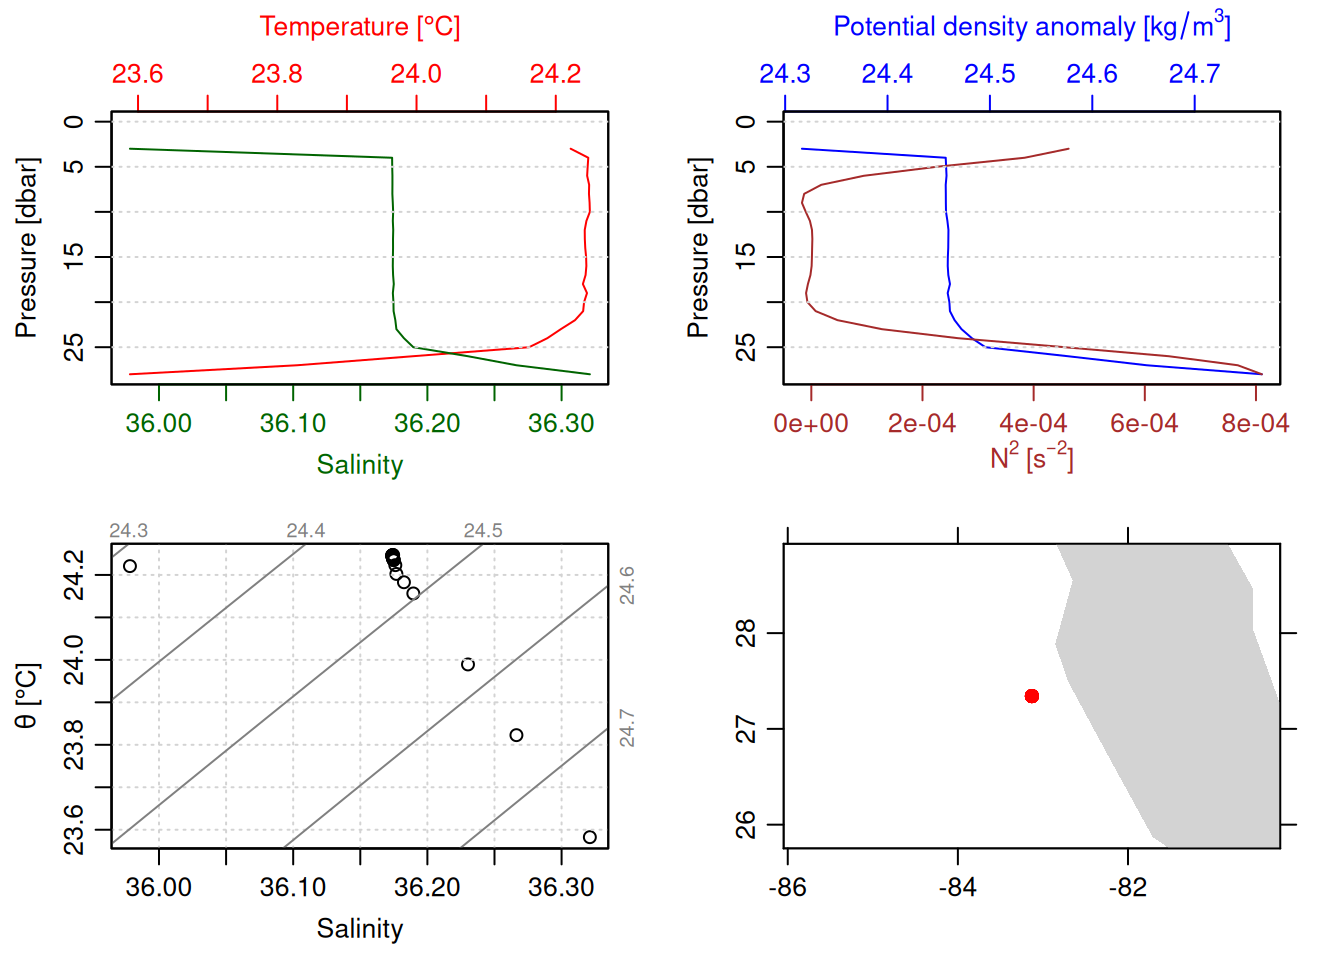 Temperature [°C]
23.6 23.8 24.0 24.2
Pressure [dbar]
0 5 15 25
36.00 36.10 36.20 36.30
Salinity
Potential density anomaly [kg/m³]
24.3 24.4 24.5 24.6 24.7
Pressure [dbar]
0 5 15 25
0e+00 2e-04 4e-04 6e-04 8e-04
N² [s⁻²]
24.3 24.4 24.5
24.6
24.7
θ [°C]
24.2 24.0 23.8 23.6
36.00 36.10 36.20 36.30
Salinity
28 27 26
-86 -84 -82